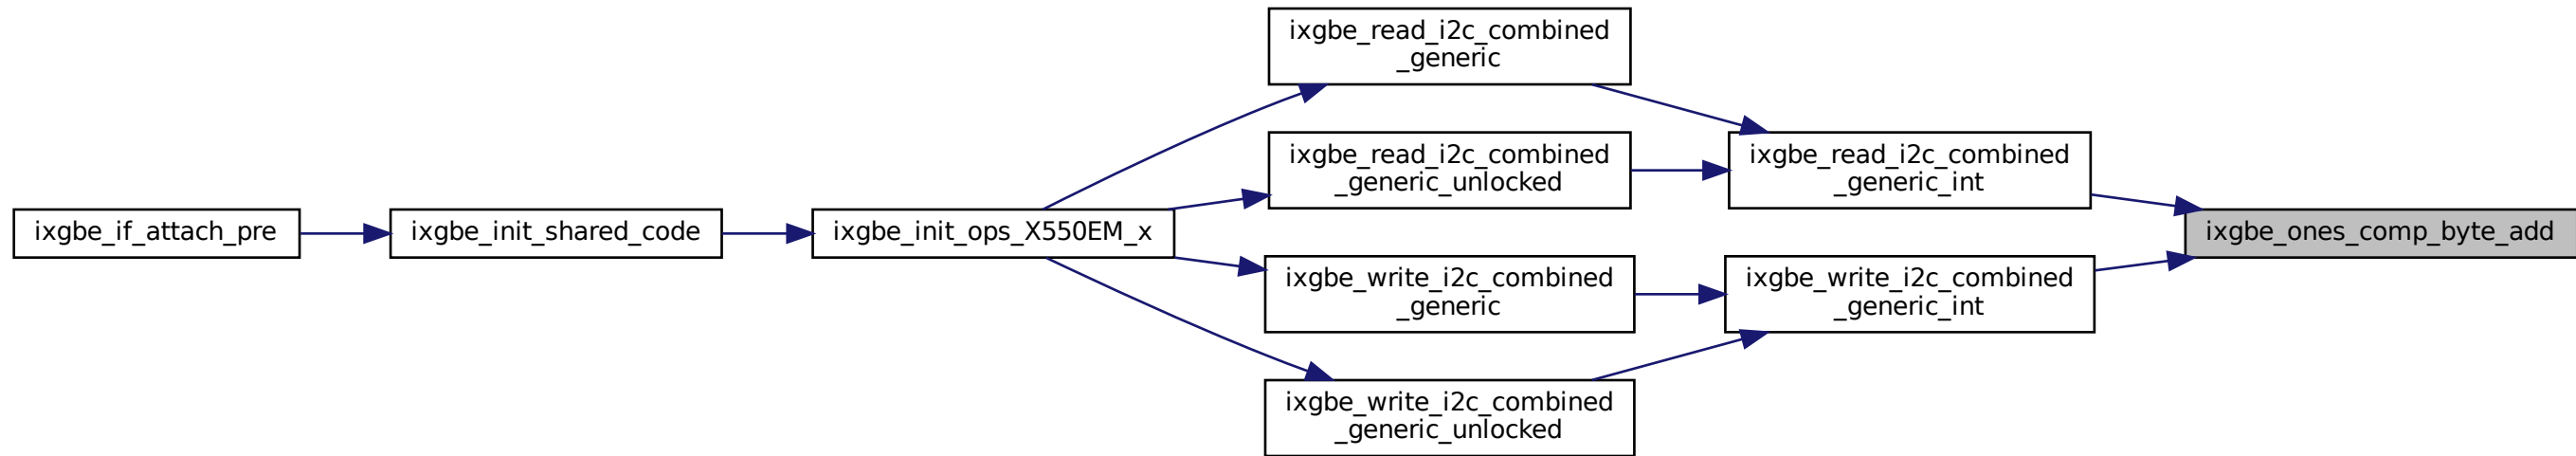 ixgbe_if_attach_pre
ixgbe_init_shared_code
ixgbe_init_ops_X550EM_x
ixgbe_read_i2c_combined
_generic
ixgbe_read_i2c_combined
_generic_unlocked
ixgbe_write_i2c_combined
_generic
ixgbe_write_i2c_combined
_generic_unlocked
ixgbe_read_i2c_combined
_generic_int
ixgbe_write_i2c_combined
_generic_int
ixgbe_ones_comp_byte_add